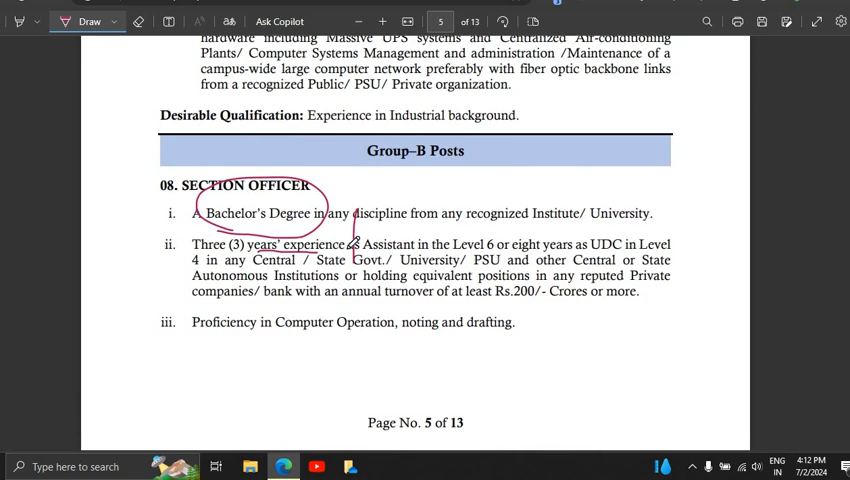 Draw
aあ
Ask Copilot
5 of 13
hardware including Massive UPS systems and Centralized Air-conditioning
Plants/ Computer Systems Management and administration /Maintenance of a
campus-wide large computer network preferably with fiber optic backbone links
from a recognized Public/ PSU/ Private organization.
Desirable Qualification: Experience in Industrial background.
Group–B Posts
08. SECTION OFFICER
i. A Bachelor's Degree in any discipline from any recognized Institute/ University.
ii. Three (3) years' experience Assistant in the Level 6 or eight years as UDC in Level
4 in any Central / State Govt./ University/ PSU and other Central or State
Autonomous Institutions or holding equivalent positions in any reputed Private
companies/ bank with an annual turnover of at least Rs.200/- Crores or more.
iii. Proficiency in Computer Operation, noting and drafting.
Page No. 5 of 13
Type here to search
ENG
IN
4:12 PM
7/2/2024